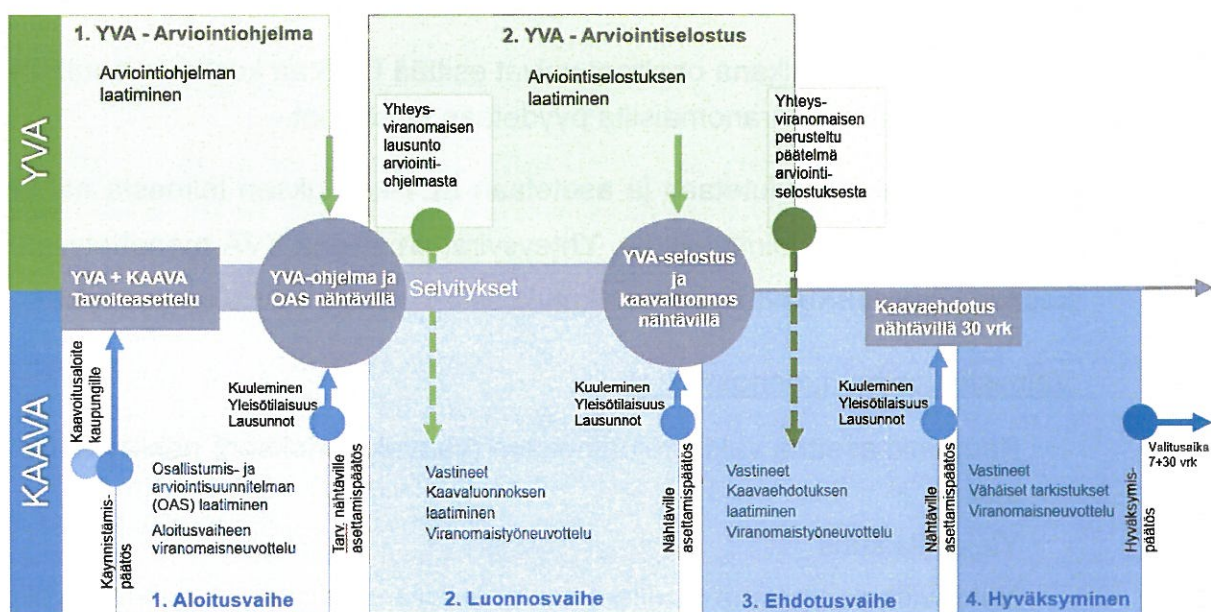 YVA
KAAVA
1. YVA - Arviointiohjelma
Arviointiohjelman
laatiminen
2. YVA - Arviointiselostus
Arviointiselostuksen
laatiminen
Yhteys-
viranomaisen
lausunto
arviointi-
ohjelmasta
Yhteys-
viranomaisen
perusteltu
päätelmä
arviointi-
selostuksesta
YVA + KAAVA
Tavoiteasettelu
YVA-ohjelma ja
OAS nähtävillä
Selvitykset
YVA-selostus
ja
kaavaluonnos
nähtävillä
Kaavaehdotus
nähtävillä 30 vrk
Kaavoitusaloite
kaupungille
Käynnistämis-
päätös
Osallistumis- ja
arviointisuunnitelman
(OAS) laatiminen
Aloitusvaiheen
viranomaisneuvottelu
Kuuleminen
Yleisötilaisuus
Lausunnot
Tarv. nähtäville
asettamispäätös
Vastineet
Kaavaluonnoksen
laatiminen
Viranomaistyöneuvottelu
Kuuleminen
Yleisötilaisuus
Lausunnot
Nähtäville
asettamispäätös
Vastineet
Kaavaehdotuksen
laatiminen
Viranomaistyöneuvottelu
Kuuleminen
Yleisötilaisuus
Lausunnot
Nähtäville
asettamispäätös
Vastineet
Vähäiset tarkistukset
Viranomaisneuvottelu
Hyväksymis-
päätös
Valitusaika
7+30 vrk
1. Aloitusvaihe
2. Luonnosvaihe
3. Ehdotusvaihe
4. Hyväksyminen